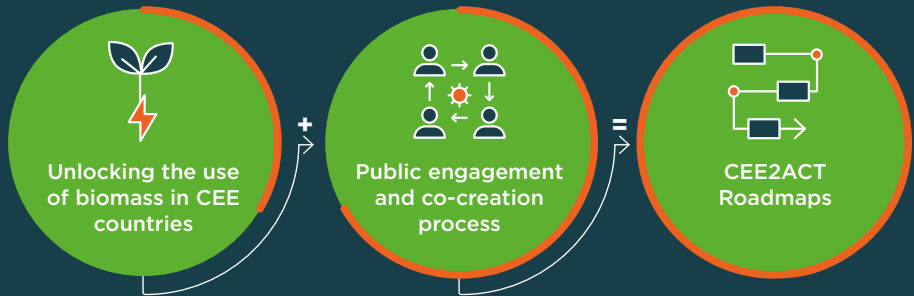 Unlocking the use
of biomass in CEE
countries
+
Public engagement
and co-creation
process
=
CEE2ACT
Roadmaps